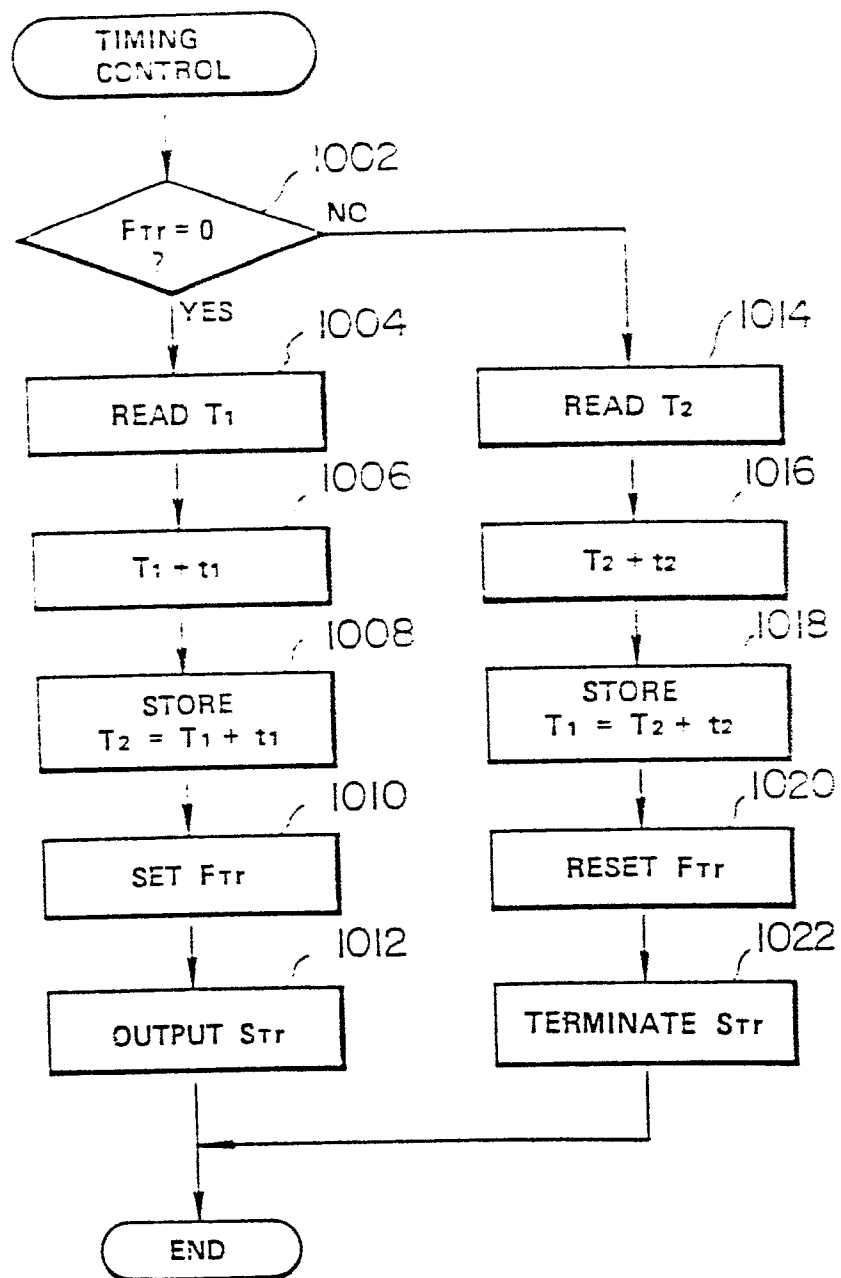 TIMING
CONTROL
1002
FTr = 0
?
NO
YES
1004
READ T1
1006
T1 + t1
1008
STORE
T2 = T1 + t1
1010
SET FTr
1012
OUTPUT STr
1014
READ T2
1016
T2 + t2
1018
STORE
T1 = T2 + t2
1020
RESET FTr
1022
TERMINATE STr
END